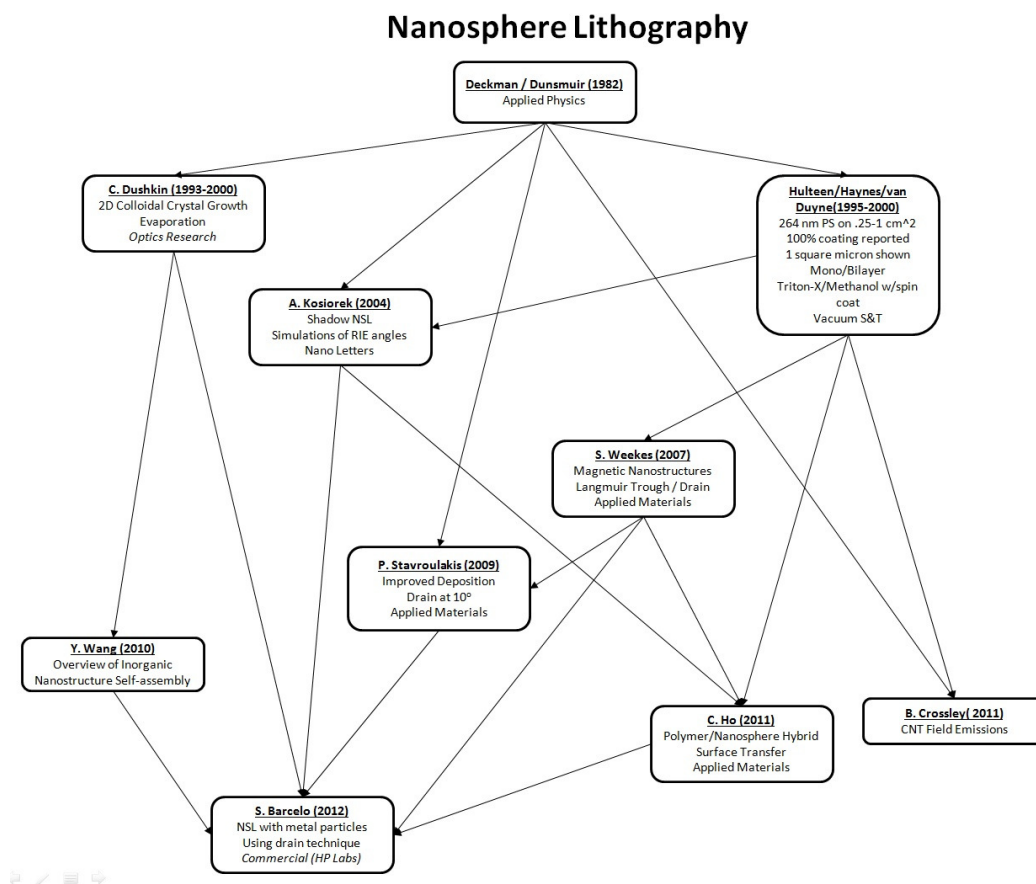 Nanosphere Lithography
Deckman / Dunsmuir (1982)
Applied Physics
C. Dushkin (1993-2000)
2D Colloidal Crystal Growth
Evaporation
Optics Research
Hulteen/Haynes/van
Duyne(1995-2000)
264 nm PS on .25-1 cm^2
100% coating reported
1 square micron shown
Mono/Bilayer
Triton-X/Methanol w/spin
coat
Vacuum S&T
A. Kosiorek (2004)
Shadow NSL
Simulations of RIE angles
Nano Letters
S. Weekes (2007)
Magnetic Nanostructures
Langmuir Trough / Drain
Applied Materials
P. Stavroulakis (2009)
Improved Deposition
Drain at 10°
Applied Materials
Y. Wang (2010)
Overview of Inorganic
Nanostructure Self-assembly
C. Ho (2011)
Polymer/Nanosphere Hybrid
Surface Transfer
Applied Materials
B. Crossley( 2011)
CNT Field Emissions
S. Barcelo (2012)
NSL with metal particles
Using drain technique
Commercial (HP Labs)